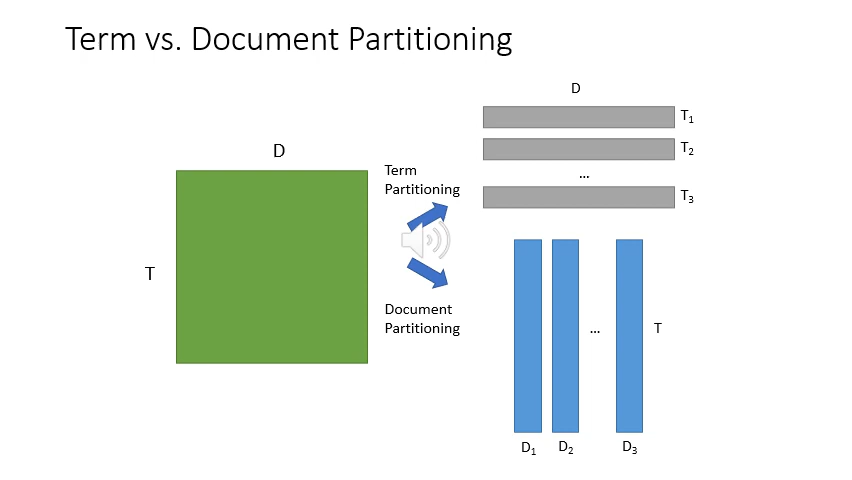 Term vs. Document Partitioning
D
T
Term
Partitioning
Document
Partitioning
D
T₁
T₂
...
T₃
...
T
D₁
D₂
D₃